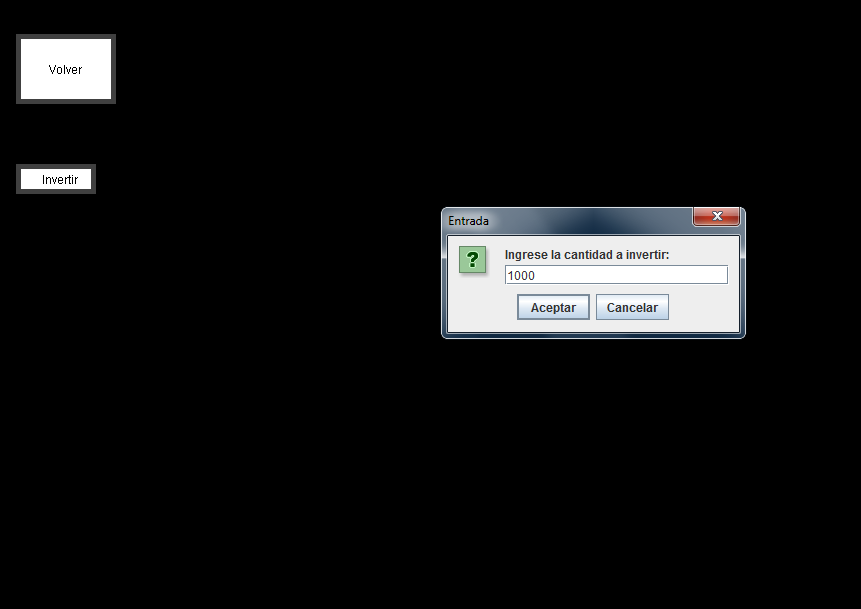 Volver
Invertir
Entrada
Ingrese la cantidad a invertir:
1000
Aceptar
Cancelar